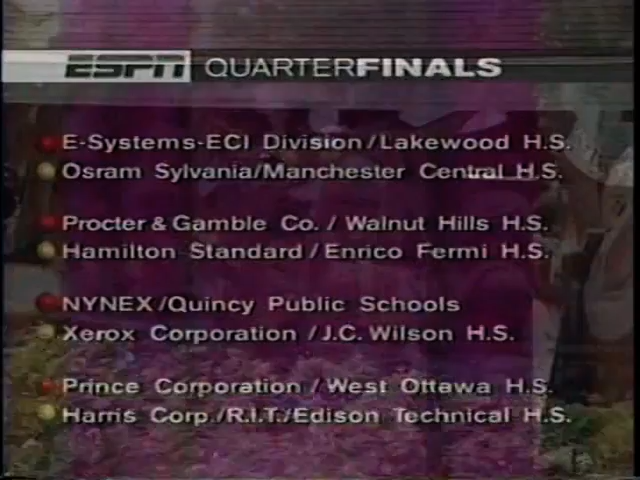 ESPN QUARTERFINALS
E-Systems-ECI Division/Lakewood H.S.
Osram Sylvania/Manchester Central H.S.
Procter & Gamble Co. / Walnut Hills H.S.
Hamilton Standard / Enrico Fermi H.S.
NYNEX/Quincy Public Schools
Xerox Corporation / J.C. Wilson H.S.
Prince Corporation / West Ottawa H.S.
Harris Corp./R.I.T./Edison Technical H.S.